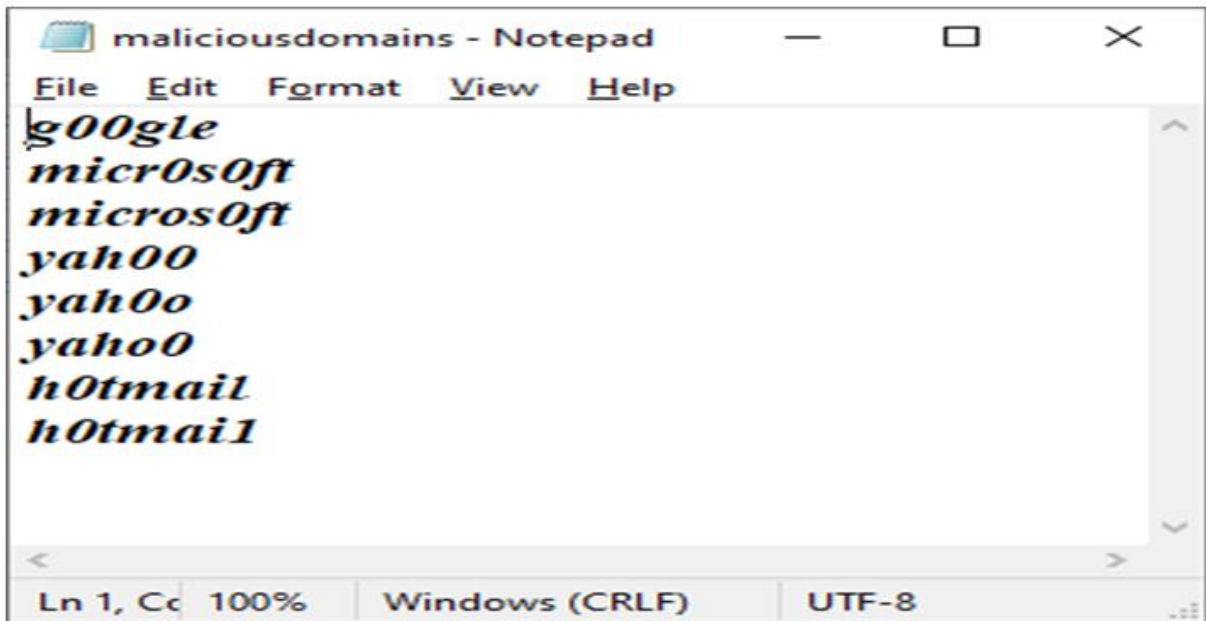 maliciousdomains - Notepad
File Edit Format View Help
g00gle
micr0s0ft
micros0ft
yah00
yah0o
yaho0
h0tmail
h0tmai1
Ln 1, Cc 100% Windows (CRLF) UTF-8